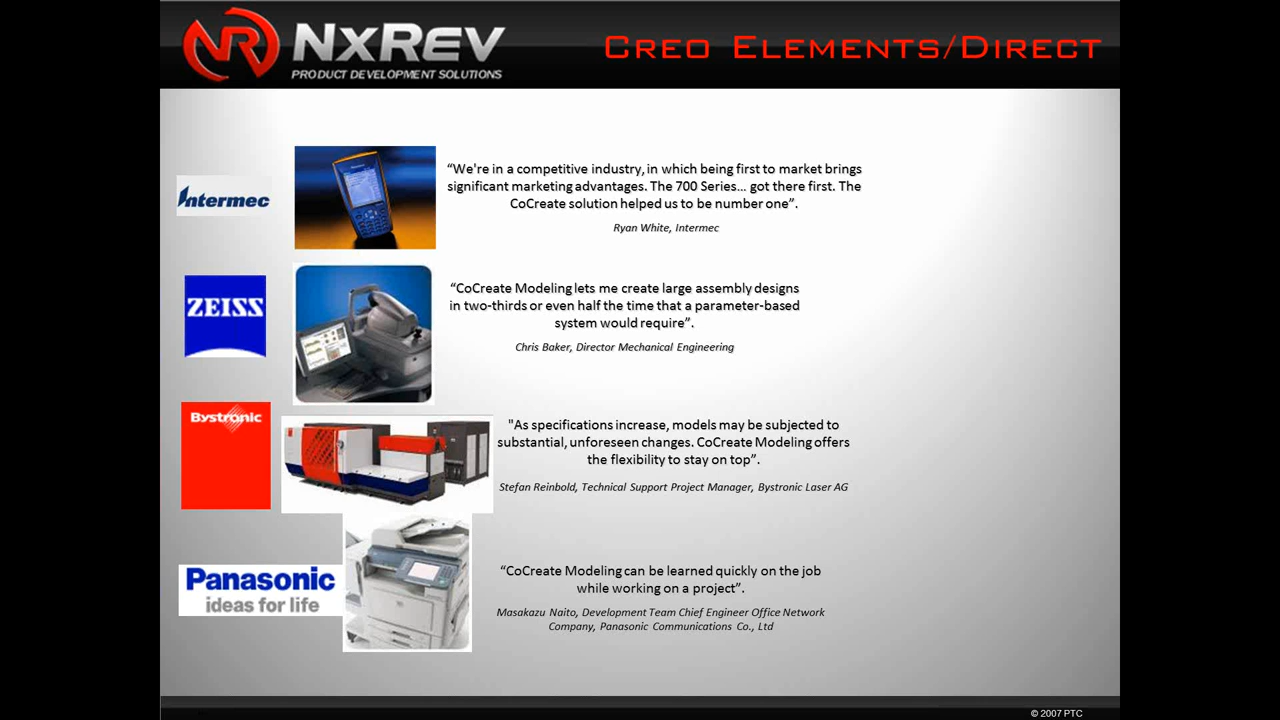 NxRev
PRODUCT DEVELOPMENT SOLUTIONS
Creo Elements/Direct
Intermec
“We're in a competitive industry, in which being first to market brings
significant marketing advantages. The 700 Series… got there first. The
CoCreate solution helped us to be number one”.
Ryan White, Intermec
ZEISS
“CoCreate Modeling lets me create large assembly designs
in two-thirds or even half the time that a parameter-based
system would require”.
Chris Baker, Director Mechanical Engineering
Bystronic
"As specifications increase, models may be subjected to
substantial, unforeseen changes. CoCreate Modeling offers
the flexibility to stay on top”.
Stefan Reinbold, Technical Support Project Manager, Bystronic Laser AG
Panasonic
ideas for life
“CoCreate Modeling can be learned quickly on the job
while working on a project”.
Masakazu Naito, Development Team Chief Engineer Office Network
Company, Panasonic Communications Co., Ltd
© 2007 PTC